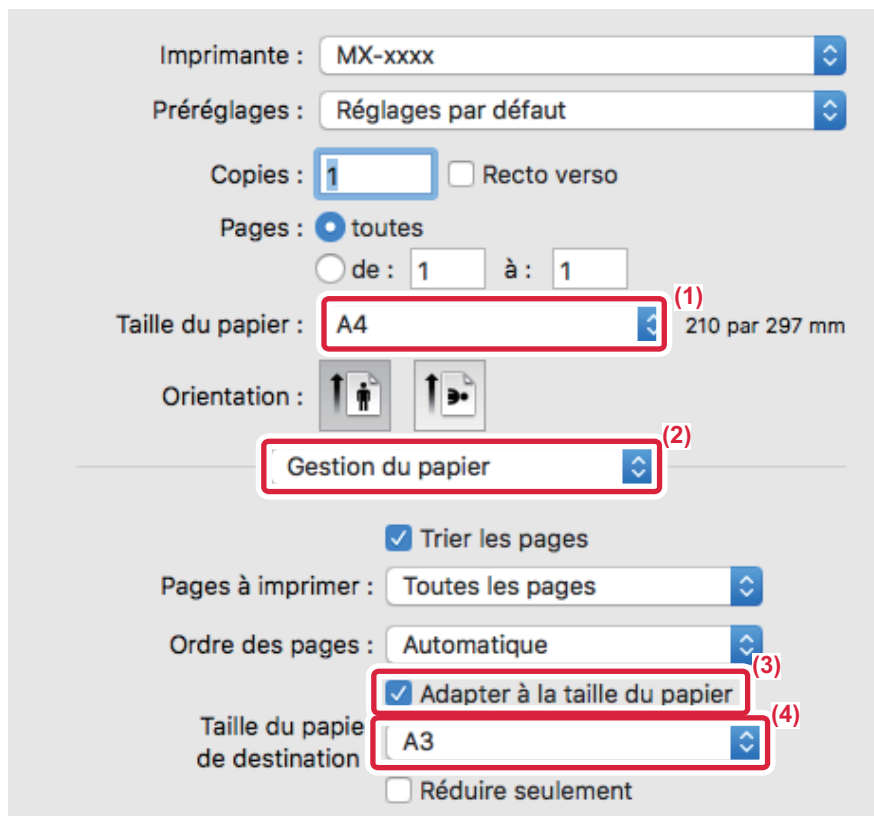 Imprimante : MX-xxxx
Préréglages : Réglages par défaut
Copies : 1 Recto verso
Pages : toutes
de : 1 à : 1
(1)
Taille du papier : A4 210 par 297 mm
Orientation :
(2)
Gestion du papier
Trier les pages
Pages à imprimer : Toutes les pages
Ordre des pages : Automatique
(3)
Adapter à la taille du papier
(4)
Taille du papie
de destination A3
Réduire seulement